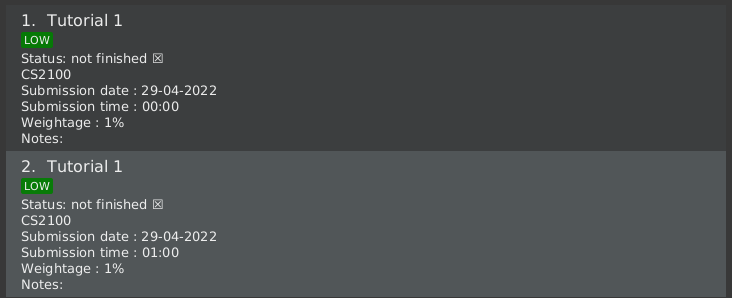 1. Tutorial 1
LOW
Status: not finished ☒
CS2100
Submission date : 29-04-2022
Submission time : 00:00
Weightage : 1%
Notes:
2. Tutorial 1
LOW
Status: not finished ☒
CS2100
Submission date : 29-04-2022
Submission time : 01:00
Weightage : 1%
Notes: